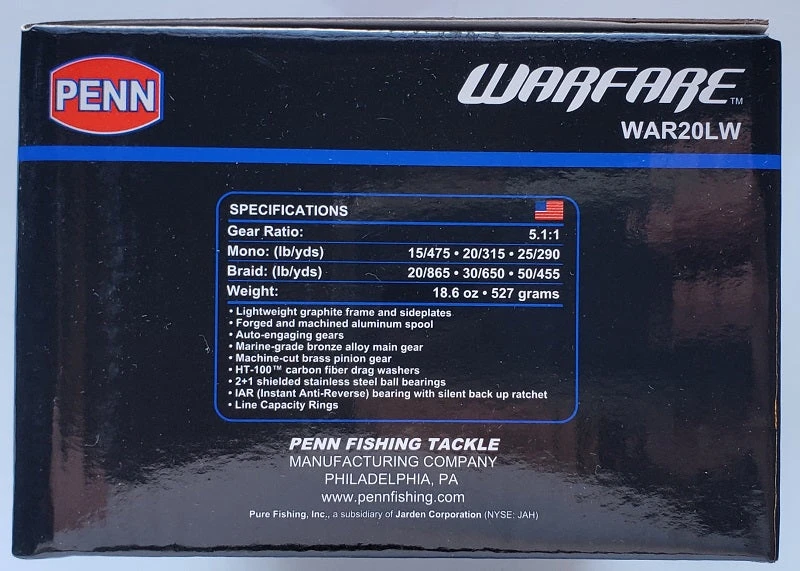 PENN
WARFARE™
WAR20LW
SPECIFICATIONS
Gear Ratio: 5.1:1
Mono: (lb/yds) 15/475 • 20/315 • 25/290
Braid: (lb/yds) 20/865 • 30/650 • 50/455
Weight: 18.6 oz • 527 grams
• Lightweight graphite frame and sideplates
• Forged and machined aluminum spool
• Auto-engaging gears
• Marine-grade bronze alloy main gear
• Machine-cut brass pinion gear
• HT-100™ carbon fiber drag washers
• 2+1 shielded stainless steel ball bearings
• IAR (Instant Anti-Reverse) bearing with silent back up ratchet
• Line Capacity Rings
PENN FISHING TACKLE
MANUFACTURING COMPANY
PHILADELPHIA, PA
www.pennfishing.com
Pure Fishing, Inc., a subsidiary of Jarden Corporation (NYSE: JAH)